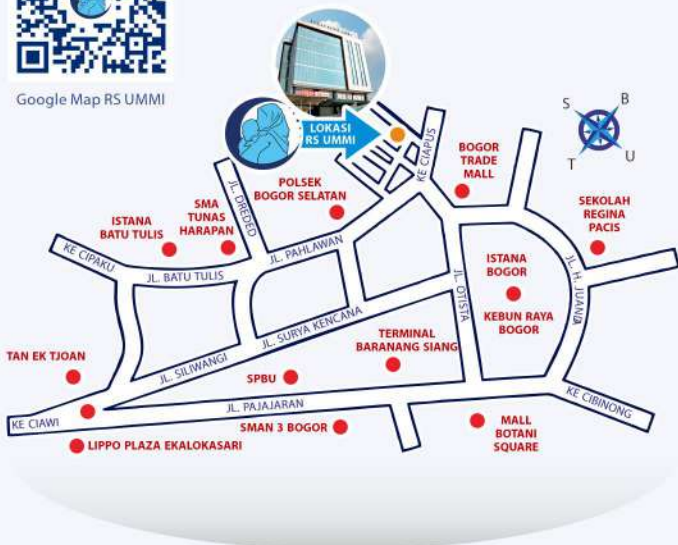 Google Map RS UMMI
LOKASI
RS UMMI
KE CIAPUS
BOGOR
TRADE
MALL
S B
T U
SEKOLAH
REGINA
PACIS
POLSEK
BOGOR SELATAN
JL. DREDED
SMA
TUNAS
HARAPAN
ISTANA
BATU TULIS
KE CIPAKU
JL. BATU TULIS
JL. PAHLAWAN
JL. OTISTA
ISTANA
BOGOR
KEBUN RAYA
BOGOR
JL. H. JUANDA
JL. SURYA KENCANA
JL. SILIWANGI
TERMINAL
BARANANG SIANG
TAN EK TJOAN
SPBU
JL. PAJAJARAN
KE CIBINONG
KE CIAWI
LIPPO PLAZA EKALOKASARI
SMAN 3 BOGOR
MALL
BOTANI
SQUARE